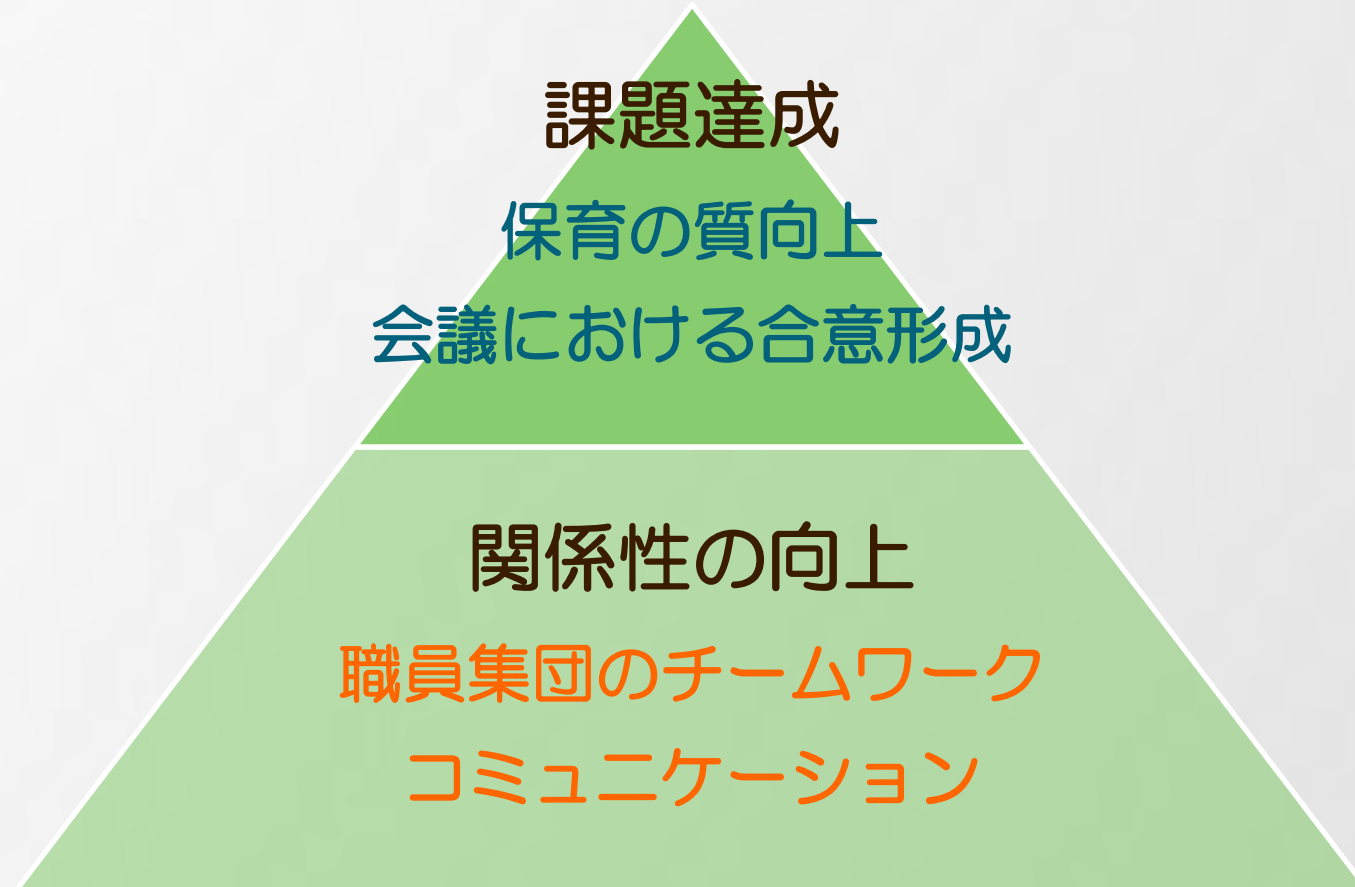 課題達成
保育の質向上
会議における合意形成
関係性の向上
職員集団のチームワーク
コミュニケーション